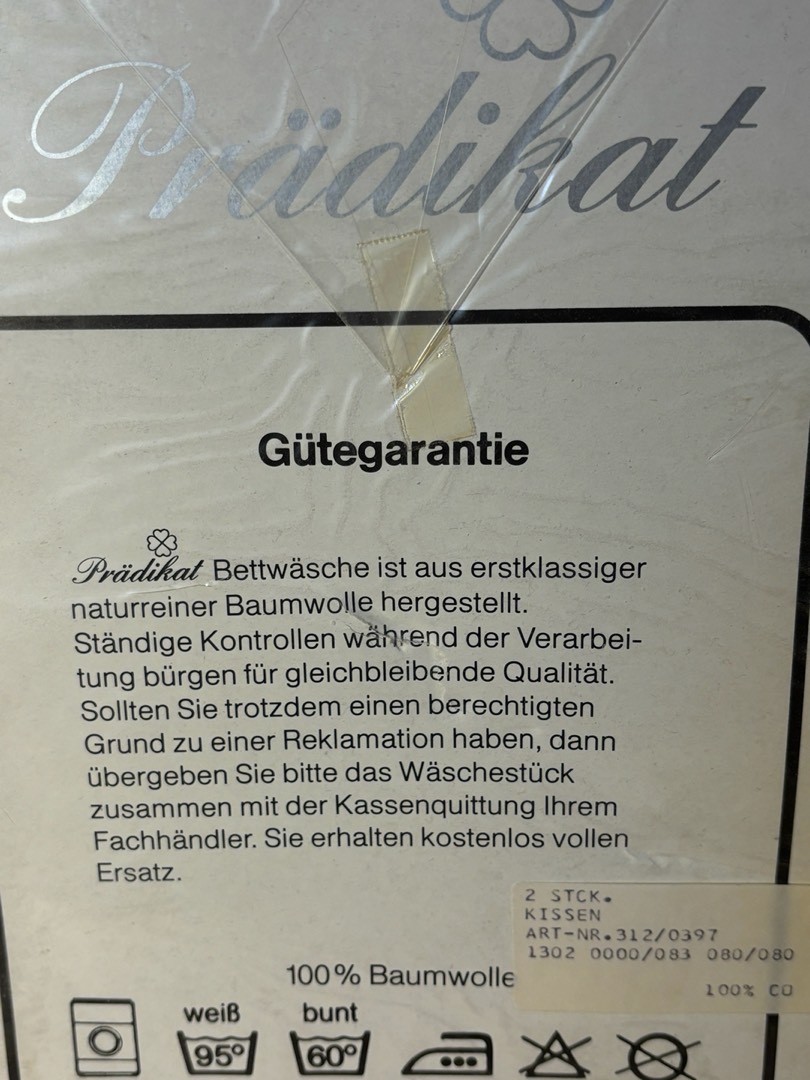 Prädikat
Gütegarantie
Prädikat Bettwäsche ist aus erstklassiger
naturreiner Baumwolle hergestellt.
Ständige Kontrollen während der Verarbei-
tung bürgen für gleichbleibende Qualität.
Sollten Sie trotzdem einen berechtigten
Grund zu einer Reklamation haben, dann
übergeben Sie bitte das Wäschestück
zusammen mit der Kassenquittung Ihrem
Fachhändler. Sie erhalten kostenlos vollen
Ersatz.
2 STCK.
KISSEN
ART-NR.312/0397
1302 0000/083 080/080
100% CO
100% Baumwolle
weiß bunt
95° 60°